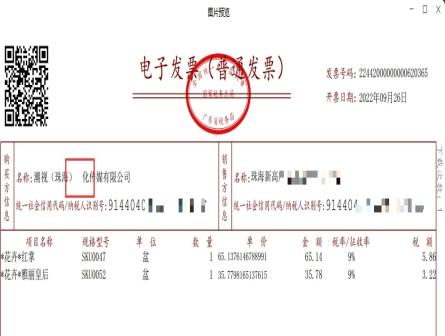 图片预览
电子发票（普通发票）
国家税务总局
广东省税务局
发票号码：22442000000000620365
开票日期：2022年09月26日
购买方信息
名称：潮视（珠海） 化传媒有限公司
统一社会信用代码/纳税人识别号：914404C
销售方信息
名称：珠海新高
统一社会信用代码/纳税人识别号：914404
下载次数：1
项目名称 规格型号 单位 数量 单价 金额 税率/征收率 税额
*花卉*红掌 SKU0047 盆 1 65.1376146788991 65.14 9% 5.86
*花卉*雅丽皇后 SKU0052 盆 1 35.7798165137615 35.78 9% 3.22